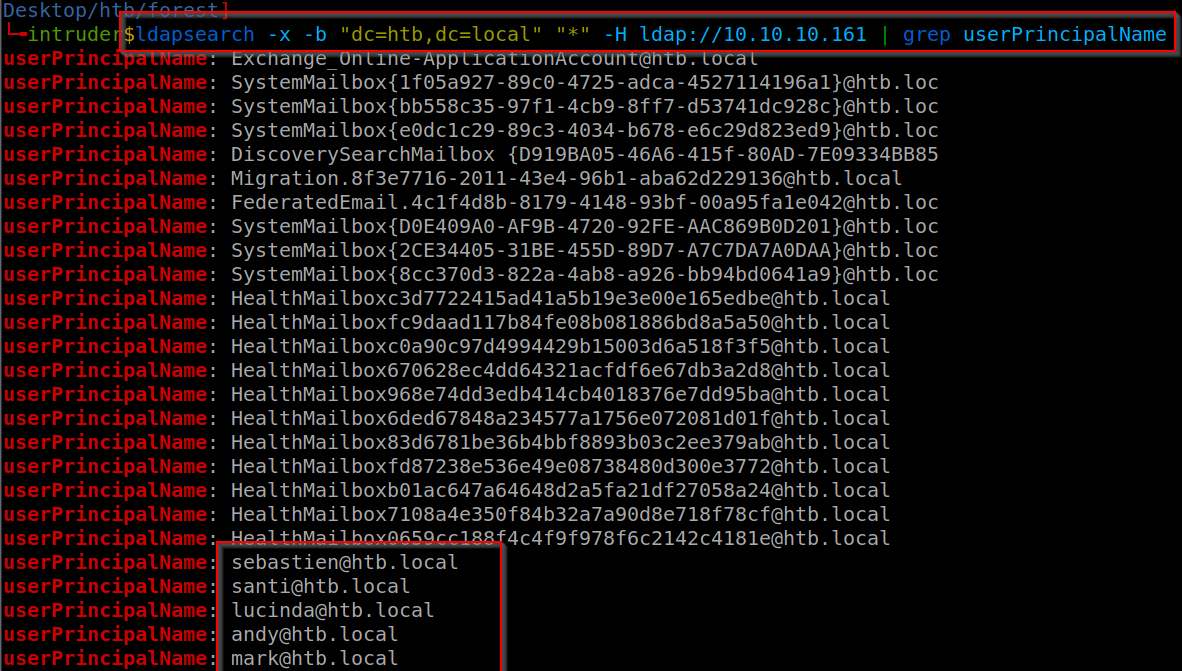 Desktop/htb/forest]
└─intruder$ldapsearch -x -b "dc=htb,dc=local" "*" -H ldap://10.10.10.161 | grep userPrincipalName
userPrincipalName: Exchange_Online-ApplicationAccount@htb.local
userPrincipalName: SystemMailbox{1f05a927-89c0-4725-adca-4527114196a1}@htb.loc
userPrincipalName: SystemMailbox{bb558c35-97f1-4cb9-8ff7-d53741dc928c}@htb.loc
userPrincipalName: SystemMailbox{e0dc1c29-89c3-4034-b678-e6c29d823ed9}@htb.loc
userPrincipalName: DiscoverySearchMailbox {D919BA05-46A6-415f-80AD-7E09334BB85
userPrincipalName: Migration.8f3e7716-2011-43e4-96b1-aba62d229136@htb.local
userPrincipalName: FederatedEmail.4c1f4d8b-8179-4148-93bf-00a95fa1e042@htb.loc
userPrincipalName: SystemMailbox{D0E409A0-AF9B-4720-92FE-AAC869B0D201}@htb.loc
userPrincipalName: SystemMailbox{2CE34405-31BE-455D-89D7-A7C7DA7A0DAA}@htb.loc
userPrincipalName: SystemMailbox{8cc370d3-822a-4ab8-a926-bb94bd0641a9}@htb.loc
userPrincipalName: HealthMailboxc3d7722415ad41a5b19e3e00e165edbe@htb.local
userPrincipalName: HealthMailboxfc9daad117b84fe08b081886bd8a5a50@htb.local
userPrincipalName: HealthMailboxc0a90c97d4994429b15003d6a518f3f5@htb.local
userPrincipalName: HealthMailbox670628ec4dd64321acfdf6e67db3a2d8@htb.local
userPrincipalName: HealthMailbox968e74dd3edb414cb4018376e7dd95ba@htb.local
userPrincipalName: HealthMailbox6ded67848a234577a1756e072081d01f@htb.local
userPrincipalName: HealthMailbox83d6781be36b4bbf8893b03c2ee379ab@htb.local
userPrincipalName: HealthMailboxfd87238e536e49e08738480d300e3772@htb.local
userPrincipalName: HealthMailboxb01ac647a64648d2a5fa21df27058a24@htb.local
userPrincipalName: HealthMailbox7108a4e350f84b32a7a90d8e718f78cf@htb.local
userPrincipalName: HealthMailbox0659cc188f4c4f9f978f6c2142c4181e@htb.local
userPrincipalName: sebastien@htb.local
userPrincipalName: santi@htb.local
userPrincipalName: lucinda@htb.local
userPrincipalName: andy@htb.local
userPrincipalName: mark@htb.local